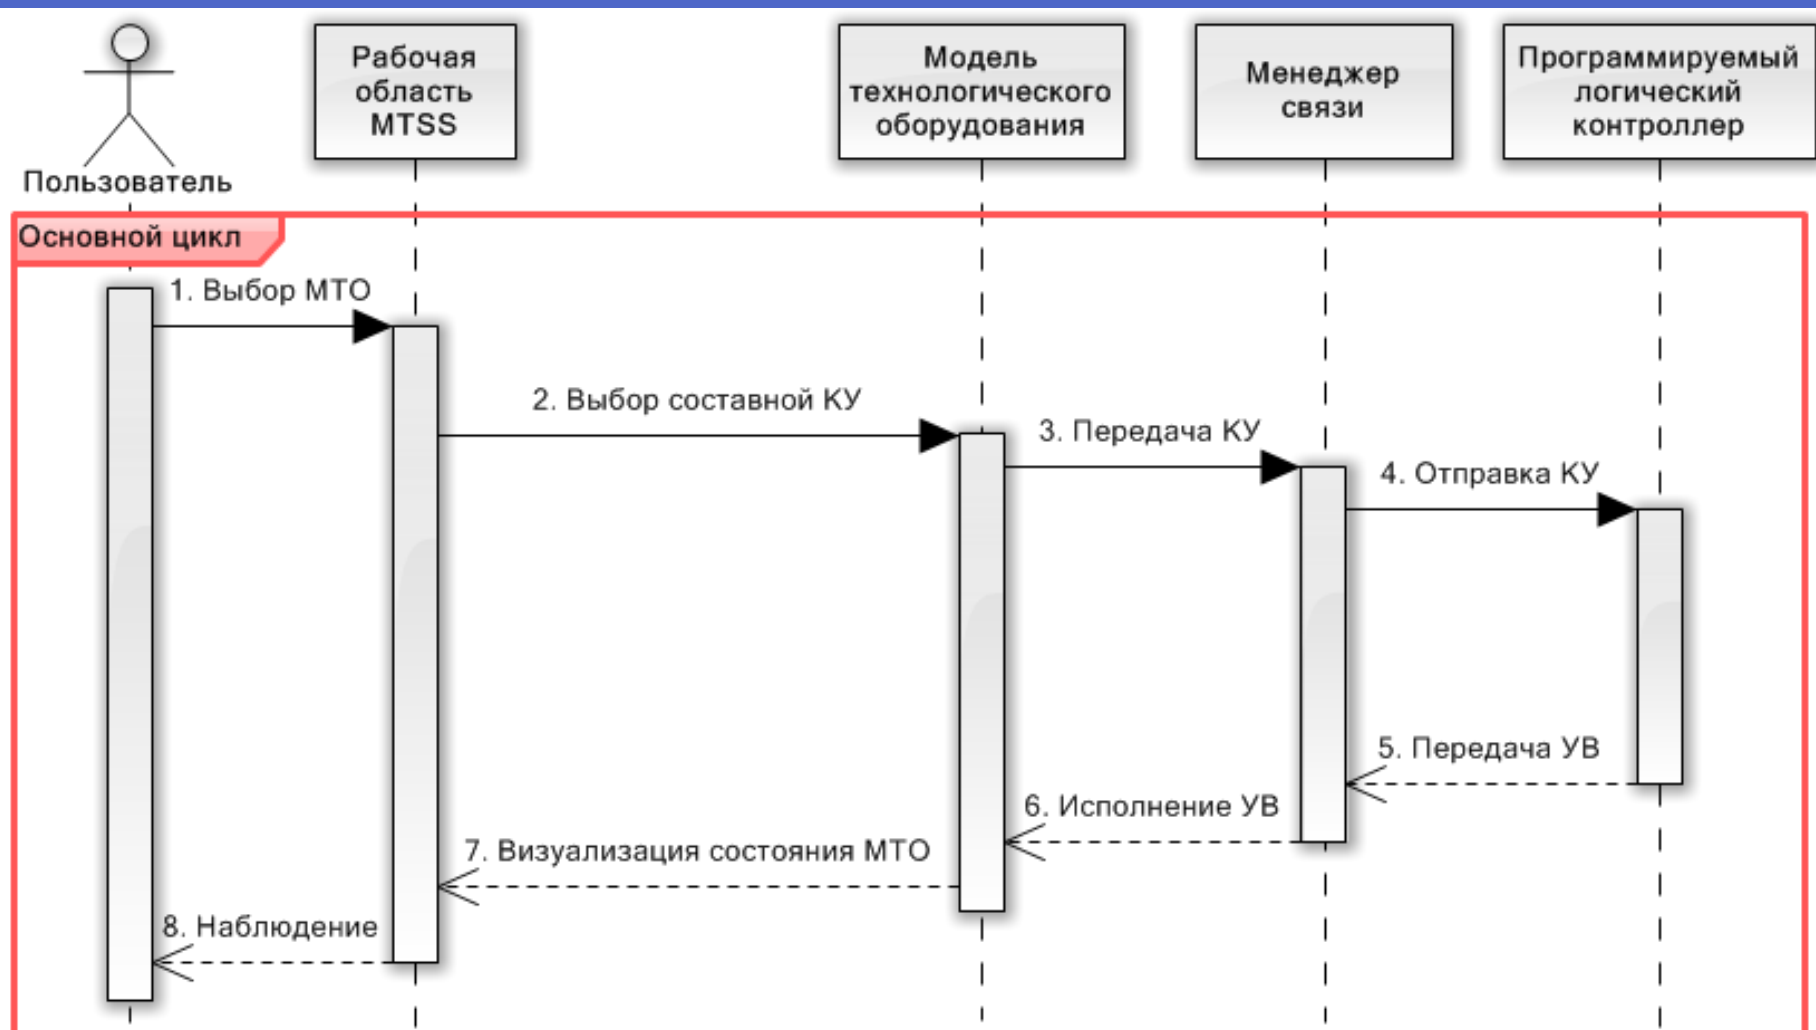 Рабочая
область
MTSS
Модель
технологического
оборудования
Менеджер
связи
Программируемый
логический
контроллер
Пользователь
Основной цикл
1. Выбор МТО
2. Выбор составной КУ
3. Передача КУ
4. Отправка КУ
5. Передача УВ
6. Исполнение УВ
7. Визуализация состояния МТО
8. Наблюдение